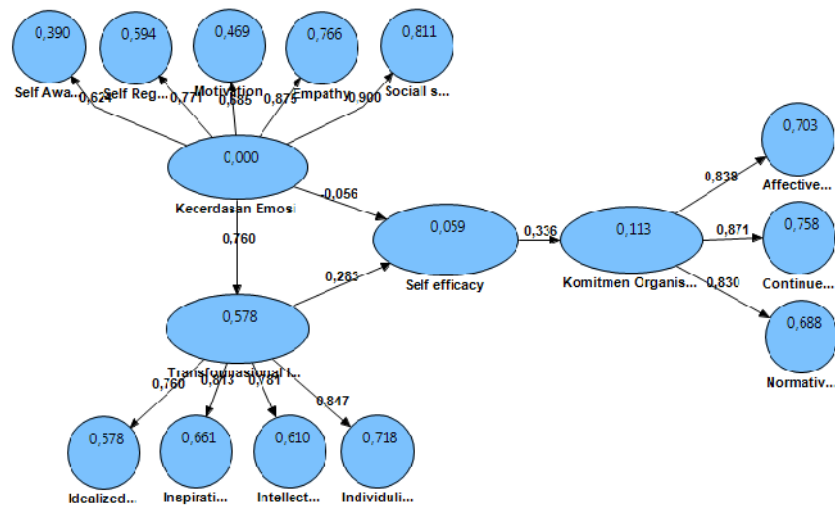 0,390
0,594
0,469
0,766
0,811
Self Awa...
Self Reg...
Motivation
Empathy
Sociall s...
0,624
0,771
0,685
0,875
0,900
0,000
Kecerdasan Emosi
-0,056
0,760
0,059
Self efficacy
0,336
0,113
Komitmen Organis...
0,838
0,703
Affective...
0,871
0,758
Continue...
0,830
0,688
Normativ...
0,283
0,578
Transformasional l...
0,760
0,813
0,781
0,847
0,578
0,661
0,610
0,718
Idealized...
Inspirati...
Intellect...
Individuli...